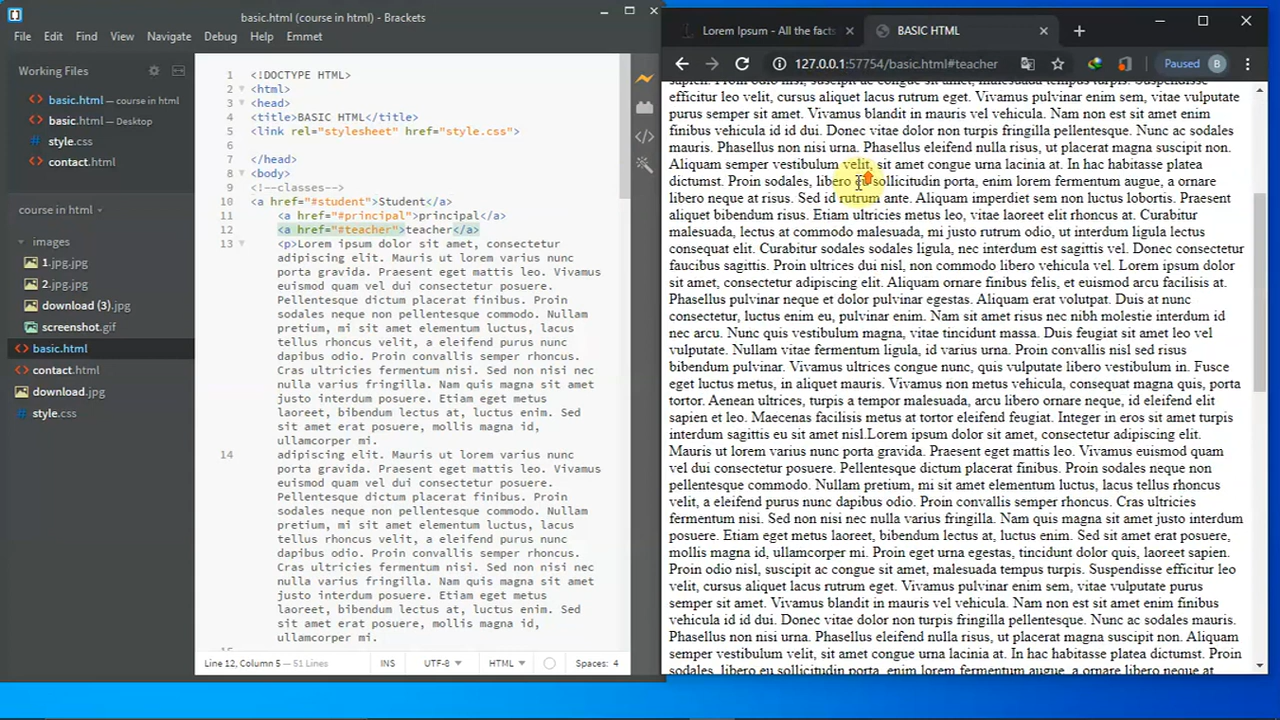 basic.html (course in html) - Brackets
File Edit Find View Navigate Debug Help Emmet
Working Files
basic.html — course in html
basic.html — Desktop
style.css
contact.html
course in html
images
1.jpg.jpg
2.jpg.jpg
download (3).jpg
screenshot.gif
basic.html
contact.html
download.jpg
style.css
1 <!DOCTYPE HTML>
2 <html>
3 <head>
4 <title>BASIC HTML</title>
5 <link rel="stylesheet" href="style.css">
6
7 </head>
8 <body>
9 <!--classes-->
10 <a href="#student">Student</a>
11 <a href="#principal">principal</a>
12 <a href="#teacher">teacher</a>
13 <p>Lorem ipsum dolor sit amet, consectetur
adipiscing elit. Mauris ut lorem varius nunc
porta gravida. Praesent eget mattis leo. Vivamus
euismod quam vel dui consectetur posuere.
Pellentesque dictum placerat finibus. Proin
sodales neque non pellentesque commodo. Nullam
pretium, mi sit amet elementum luctus, lacus
tellus rhoncus velit, a eleifend purus nunc
dapibus odio. Proin convallis semper rhoncus.
Cras ultricies fermentum nisi. Sed non nisi nec
nulla varius fringilla. Nam quis magna sit amet
justo interdum posuere. Etiam eget metus
laoreet, bibendum lectus at, luctus enim. Sed
sit amet erat posuere, mollis magna id,
ullamcorper mi.
14 adipiscing elit. Mauris ut lorem varius nunc
porta gravida. Praesent eget mattis leo. Vivamus
euismod quam vel dui consectetur posuere.
Pellentesque dictum placerat finibus. Proin
sodales neque non pellentesque commodo. Nullam
pretium, mi sit amet elementum luctus, lacus
tellus rhoncus velit, a eleifend purus nunc
dapibus odio. Proin convallis semper rhoncus.
Cras ultricies fermentum nisi. Sed non nisi nec
nulla varius fringilla. Nam quis magna sit amet
justo interdum posuere. Etiam eget metus
laoreet, bibendum lectus at, luctus enim. Sed
sit amet erat posuere, mollis magna id,
ullamcorper mi.
Line 12, Column 5 — 51 Lines
INS UTF-8 HTML Spaces: 4
Lorem Ipsum - All the facts
BASIC HTML
127.0.0.1:57754/basic.html#teacher
Paused B
finibus vehicula id id dui. Donec vitae dolor non turpis fringilla pellentesque. Nunc ac sodales
mauris. Phasellus non nisi urna. Phasellus eleifend nulla risus, ut placerat magna suscipit non.
Aliquam semper vestibulum velit, sit amet congue urna lacinia at. In hac habitasse platea
dictumst. Proin sodales, libero eu sollicitudin porta, enim lorem fermentum augue, a ornare
libero neque at risus. Sed id rutrum ante. Aliquam imperdiet sem non luctus lobortis. Praesent
aliquet bibendum risus. Etiam ultricies metus leo, vitae laoreet elit rhoncus at. Curabitur
malesuada, lectus at commodo malesuada, mi justo rutrum odio, ut interdum ligula lectus
consequat elit. Curabitur sodales sodales ligula, nec interdum est sagittis vel. Donec consectetur
faucibus sagittis. Proin ultrices dui nisl, non commodo libero vehicula vel. Lorem ipsum dolor
sit amet, consectetur adipiscing elit. Aliquam ornare finibus felis, et euismod arcu facilisis at.
Phasellus pulvinar neque et dolor pulvinar egestas. Aliquam erat volutpat. Duis at nunc
consectetur, luctus enim eu, pulvinar enim. Nam sit amet risus nec nibh molestie interdum id
nec arcu. Nunc quis vestibulum magna, vitae tincidunt massa. Duis feugiat sit amet leo vel
vulputate. Nullam vitae fermentum ligula, id varius urna. Proin convallis nisl sed risus
bibendum pulvinar. Vivamus ultrices congue nunc, quis vulputate libero vestibulum in. Fusce
eget luctus metus, in aliquet mauris. Vivamus non metus vehicula, consequat magna quis, porta
tortor. Aenean ultrices, turpis a tempor malesuada, arcu libero ornare neque, id eleifend elit
sapien et leo. Maecenas facilisis metus at tortor eleifend feugiat. Integer in eros sit amet turpis
interdum sagittis eu sit amet nisl.Lorem ipsum dolor sit amet, consectetur adipiscing elit.
Mauris ut lorem varius nunc porta gravida. Praesent eget mattis leo. Vivamus euismod quam
vel dui consectetur posuere. Pellentesque dictum placerat finibus. Proin sodales neque non
pellentesque commodo. Nullam pretium, mi sit amet elementum luctus, lacus tellus rhoncus
velit, a eleifend purus nunc dapibus odio. Proin convallis semper rhoncus. Cras ultricies
fermentum nisi. Sed non nisi nec nulla varius fringilla. Nam quis magna sit amet justo interdum
posuere. Etiam eget metus laoreet, bibendum lectus at, luctus enim. Sed sit amet erat posuere,
mollis magna id, ullamcorper mi. Proin eget urna egestas, tincidunt dolor quis, laoreet sapien.
Proin odio nisl, suscipit ac congue sit amet, malesuada tempus turpis. Suspendisse efficitur leo
velit, cursus aliquet lacus rutrum eget. Vivamus pulvinar enim sem, vitae vulputate purus
semper sit amet. Vivamus blandit in mauris vel vehicula. Nam non est sit amet enim finibus
vehicula id id dui. Donec vitae dolor non turpis fringilla pellentesque. Nunc ac sodales mauris.
Phasellus non nisi urna. Phasellus eleifend nulla risus, ut placerat magna suscipit non. Aliquam
semper vestibulum velit, sit amet congue urna lacinia at. In hac habitasse platea dictumst. Proin
sodales, libero eu sollicitudin porta, enim lorem fermentum augue, a ornare libero neque at